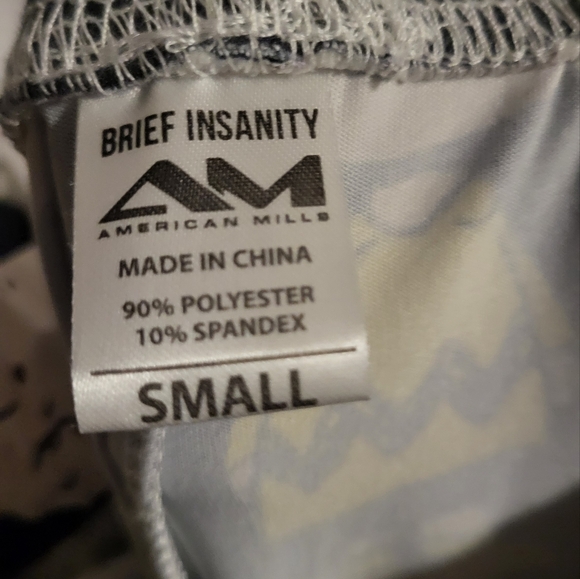 BRIEF INSANITY
AM
AMERICAN MILLS
MADE IN CHINA
90% POLYESTER
10% SPANDEX
SMALL